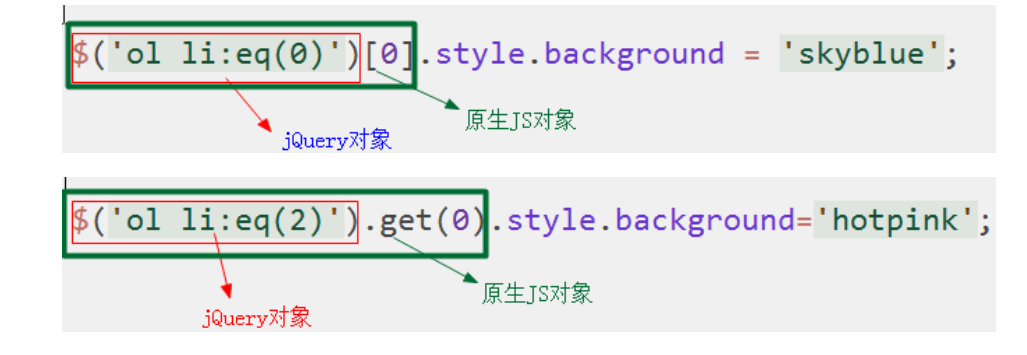 $('ol li:eq(0)')[0].style.background = 'skyblue';
原生JS对象
jQuery对象
$('ol li:eq(2)').get(0).style.background='hotpink';
原生JS对象
jQuery对象